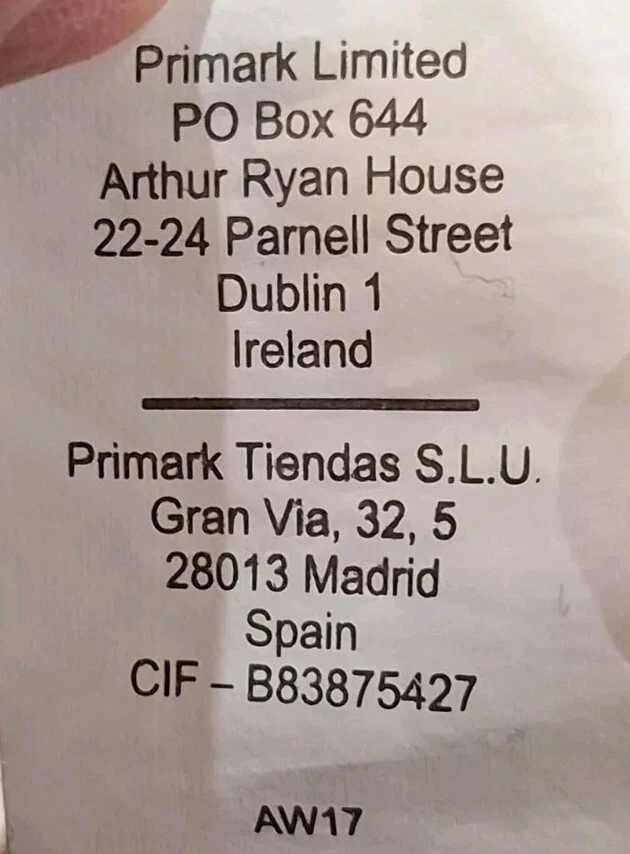 Primark Limited
PO Box 644
Arthur Ryan House
22-24 Parnell Street
Dublin 1
Ireland
Primark Tiendas S.L.U.
Gran Via, 32, 5
28013 Madrid
Spain
CIF – B83875427
AW17